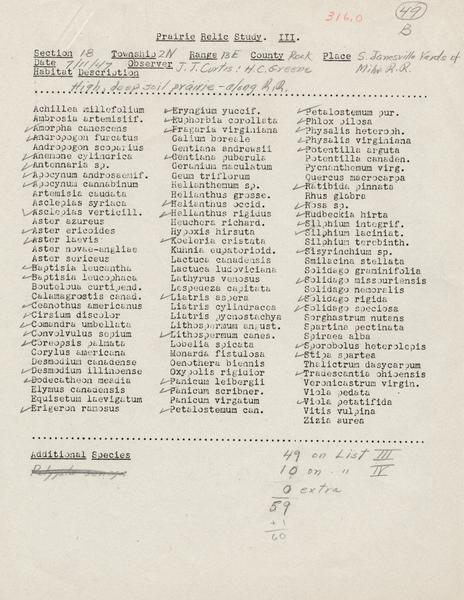 316.0
49
B
Prairie Relic Study. III.
Section 18 Township 2N Range 13E County Rock Place S. Janesville Yards of
Date 7/11/47 Observer J.T. Curtis: H.C. Greene Milw R.R.
Habitat Description
High, deep soil prairie - along R.R.
Achillea millefolium
Ambrosia artemisiif.
✓Amorpha canescens
✓Andropogon furcatus
Andropogon scoparius
✓Anemone cylindrica
✓Antennaria sp.
✓Apocynum androsaemif.
✓Apocynum cannabinum
Artemisia caudata
Asclepias syriaca
✓Asclepias verticill.
Aster azureus
✓Aster ericoides
✓Aster laevis
Aster novae-angliae
Aster sericeus
✓Baptisia leucantha
✓Baptisia leucophaea
Bouteloua curtipend.
Calamagrostis canad.
✓Ceanothus americanus
✓Cirsium discolor
✓Comandra umbellata
✓Convolvulus sepium
✓Coreopsis palmata
Corylus americana
Desmodium canadense
✓Desmodium illinoense
✓Dodecatheon meadia
Elymus canadensis
Equisetum laevigatum
✓Erigeron ramosus
✓Eryngium yuccif.
✓Euphorbia corollata
✓Fragaria virginiana
Galium boreale
Gentiana andrewsii
✓Gentiana puberula
Geranium maculatum
Geum triflorum
Helianthemum sp.
Helianthus grosse.
✓Helianthus occid.
✓Helianthus rigidus
Heuchera richard.
Hypoxis hirsuta
✓Koeleria cristata
Kuhnia eupatorioid.
Lactuca canadensis
Lactuca ludoviciana
Lathyrus venosus
Lespedeza capitata
✓Liatris aspera
Liatris cylindracea
Liatris pycnostachya
Lithospermum angust.
✓Lithospermum canes.
Lobelia spicata
Monarda fistulosa
Oenothera biennis
Oxypolis rigidior
✓Panicum leibergii
✓Panicum scribner.
Panicum virgatum
✓Petalostemum can.
✓Petalostemum pur.
✓Phlox pilosa
✓Physalis heteroph.
✓Physalis virginiana
✓Potentilla arguta
Potentilla canaden.
Pycnanthemum virg.
Quercus macrocarpa
✓Ratibida pinnata
Rhus glabra
✓Rosa sp.
✓Rudbeckia hirta
✓Silphium integrif.
✓Silphium laciniat.
Silphium terebinth.
✓Sisyrinchium sp.
Smilacina stellata
Solidago graminifolia
✓Solidago missouriensis
Solidago nemoralis
✓Solidago rigida
✓Solidago speciosa
Sorghastrum nutens
Spartina pectinata
Spiraea alba
✓Sporobolus heterolepis
✓Stipa spartea
Thalictrum dasycarpum
✓Tradescantia ohioensis
Veronicastrum virgin.
Viola pedata
✓Viola pedatifida
Vitis vulpina
Zizia aurea
Additional Species
49 on List III
10 on " IV
0 extra
59
+1
60